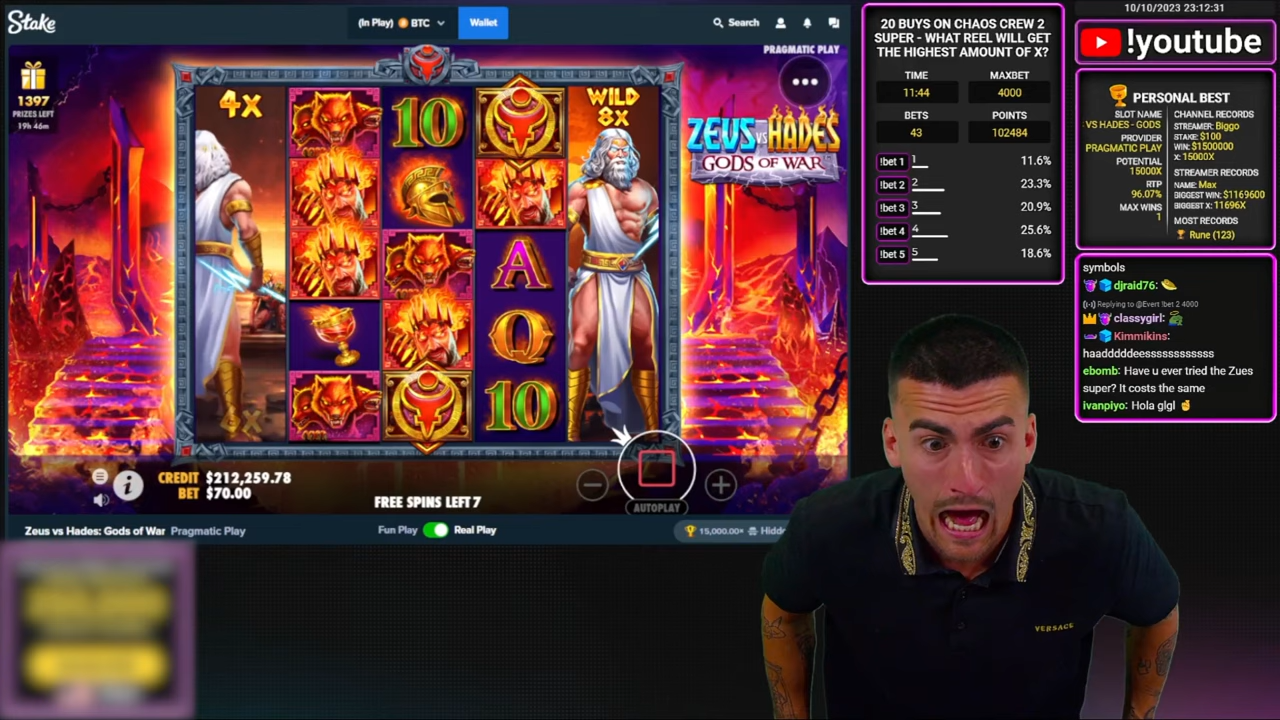 Stake
(In Play) BTC
Wallet
Search
1397
PRIZES LEFT
19h 46m
PRAGMATIC PLAY
4X
10
WILD
8X
ZEUS VS HADES
GODS OF WAR
A
Q
10
CREDIT $212,259.78
BET $70.00
FREE SPINS LEFT 7
AUTOPLAY
Zeus vs Hades: Gods of War Pragmatic Play
Fun Play Real Play
15,000.00×
20 BUYS ON CHAOS CREW 2
SUPER - WHAT REEL WILL GET
THE HIGHEST AMOUNT OF X?
TIME MAXBET
11:44 4000
BETS POINTS
43 102484
!bet 1 1 11.6%
!bet 2 2 23.3%
!bet 3 3 20.9%
!bet 4 4 25.6%
!bet 5 5 18.6%
10/10/2023 23:12:31
!youtube
PERSONAL BEST
SLOT NAME
VS HADES - GODS
PROVIDER
PRAGMATIC PLAY
POTENTIAL
15000X
RTP
96.07%
MAX WINS
1
CHANNEL RECORDS
STREAMER: Biggo
STAKE: $100
WIN: $1500000
X: 15000X
STREAMER RECORDS
NAME: Max
BIGGEST WIN: $1169600
BIGGEST X: 11696X
MOST RECORDS
Rune (123)
symbols
djraid76:
Replying to @Evert !bet 2 4000
classygirl:
Kimmikins:
haadddddeessssssssssss
ebomb: Have u ever tried the Zues
super? It costs the same
ivanpiyo: Hola glgl
VERSACE